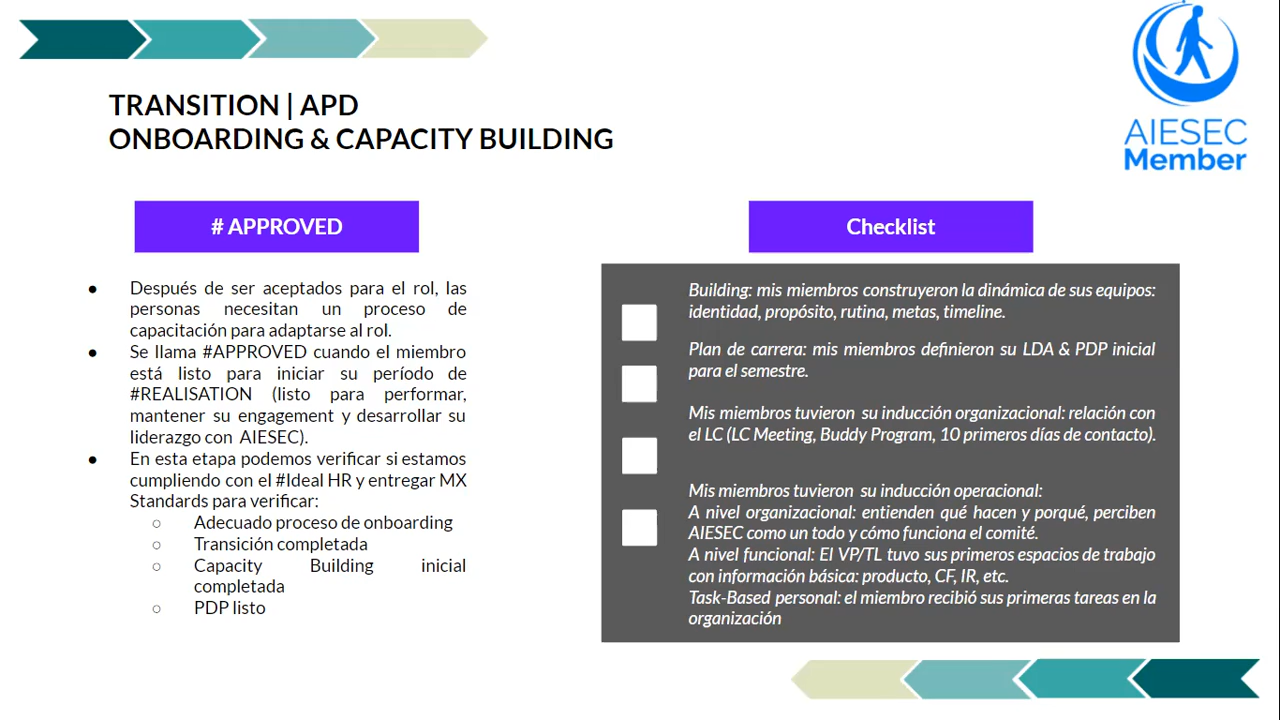 TRANSITION | APD
ONBOARDING & CAPACITY BUILDING
AIESEC
Member
# APPROVED
Después de ser aceptados para el rol, las
personas necesitan un proceso de
capacitación para adaptarse al rol.
Se llama #APPROVED cuando el miembro
está listo para iniciar su período de
#REALISATION (listo para performar,
mantener su engagement y desarrollar su
liderazgo con AIESEC).
En esta etapa podemos verificar si estamos
cumpliendo con el #Ideal HR y entregar MX
Standards para verificar:
Adecuado proceso de onboarding
Transición completada
Capacity Building inicial
completada
PDP listo
Checklist
Building: mis miembros construyeron la dinámica de sus equipos:
identidad, propósito, rutina, metas, timeline.
Plan de carrera: mis miembros definieron su LDA & PDP inicial
para el semestre.
Mis miembros tuvieron su inducción organizacional: relación con
el LC (LC Meeting, Buddy Program, 10 primeros días de contacto).
Mis miembros tuvieron su inducción operacional:
A nivel organizacional: entienden qué hacen y porqué, perciben
AIESEC como un todo y cómo funciona el comité.
A nivel funcional: El VP/TL tuvo sus primeros espacios de trabajo
con información básica: producto, CF, IR, etc.
Task-Based personal: el miembro recibió sus primeras tareas en la
organización